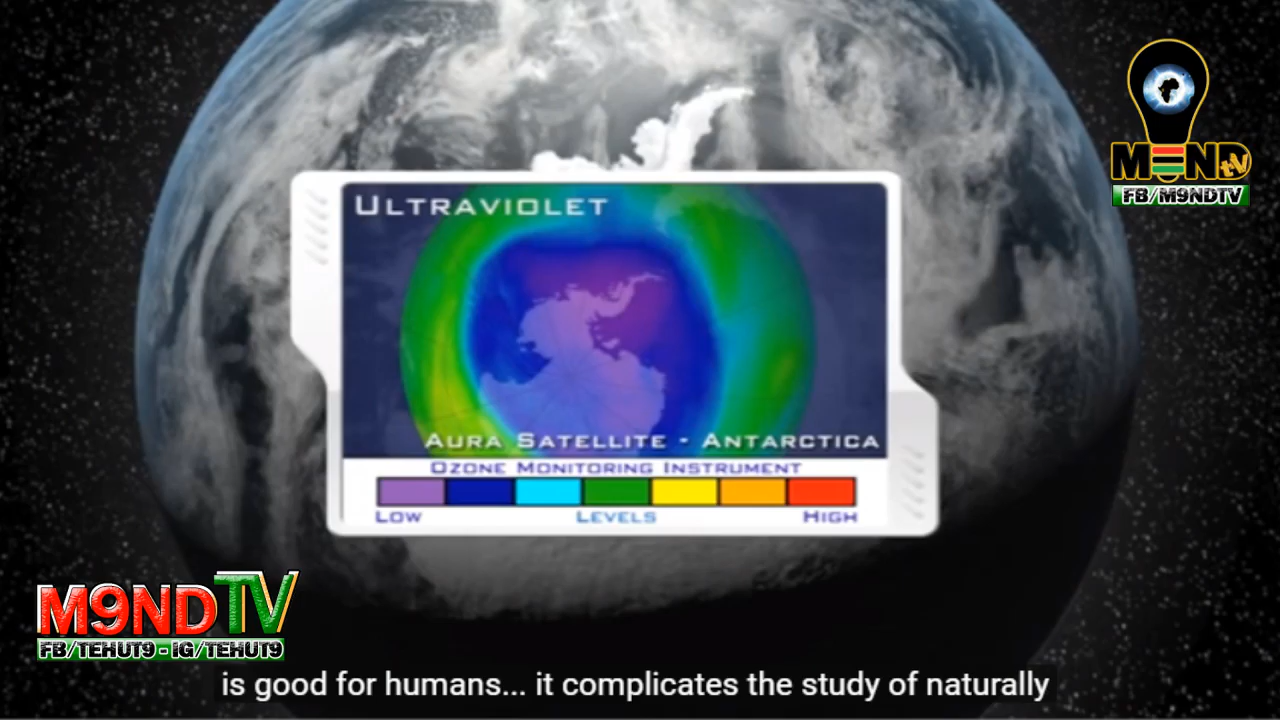 M9ND TV
FB/M9NDTV
ULTRAVIOLET
AURA SATELLITE - ANTARCTICA
OZONE MONITORING INSTRUMENT
LOW LEVELS HIGH
M9NDTV
FB/TEHUT9 - IG/TEHUT9
is good for humans... it complicates the study of naturally